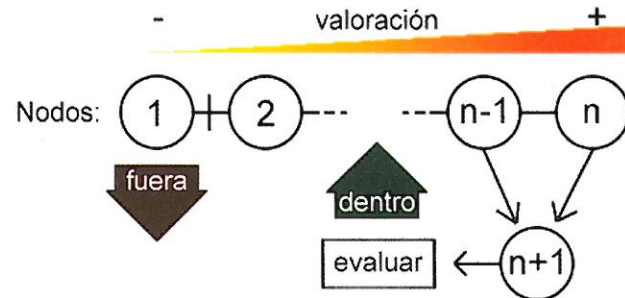 - valoración +
Nodos: 1 2 n-1 n
fuera
dentro
evaluar n+1